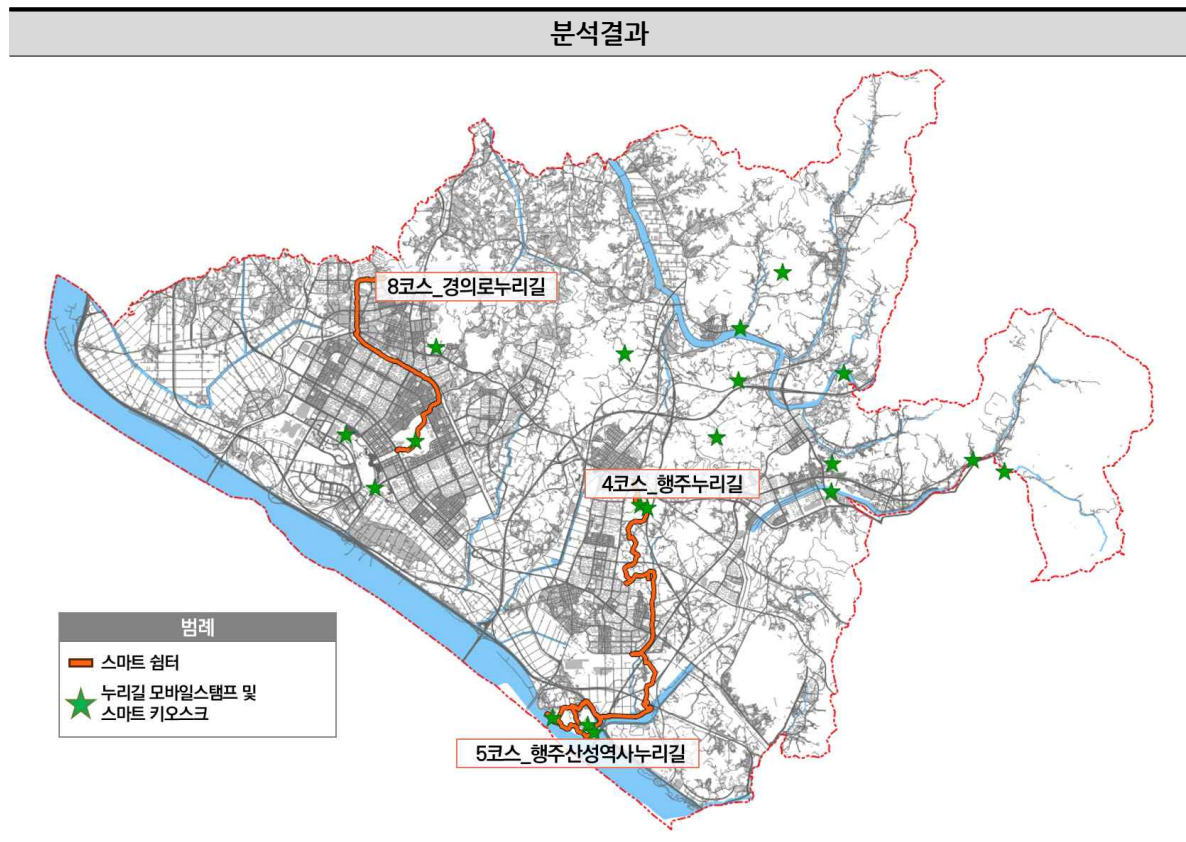 분석결과
8코스_경의로누리길
4코스_행주누리길
5코스_행주산성역사누리길
범례
스마트 쉼터
누리길 모바일스탬프 및
스마트 키오스크